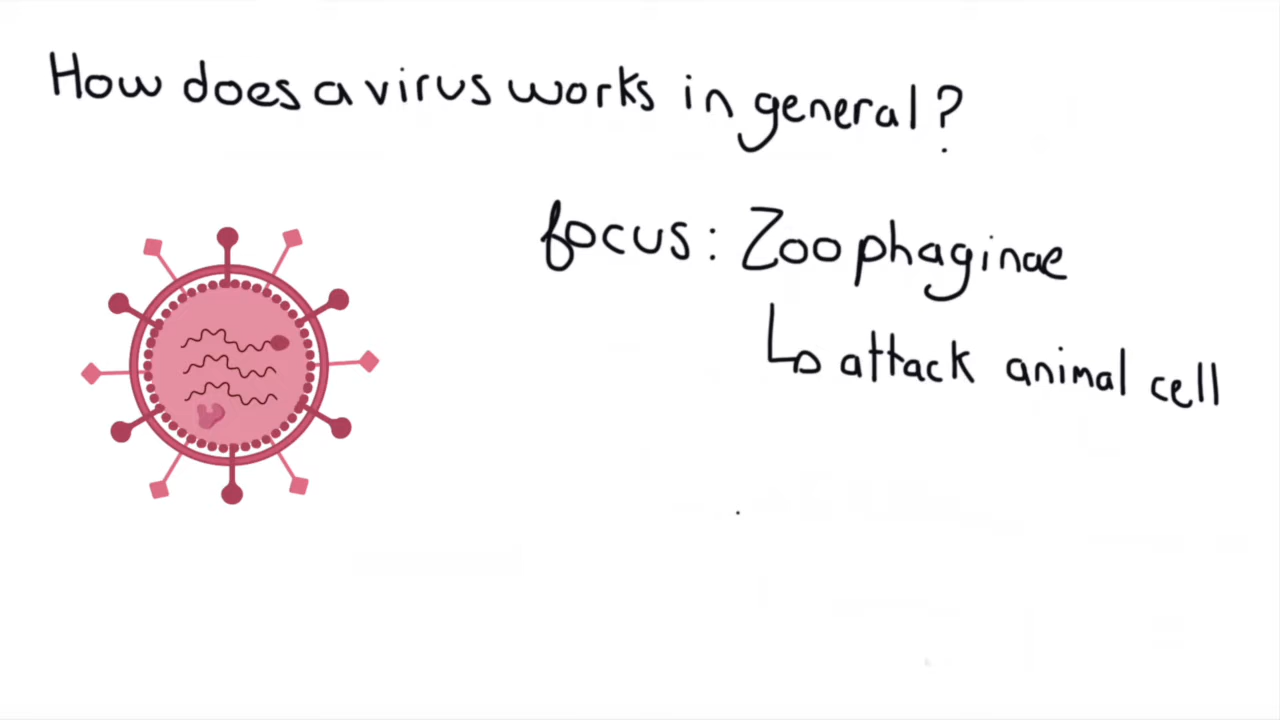 How does a virus works in general?
focus: Zoophaginae
attack animal cell